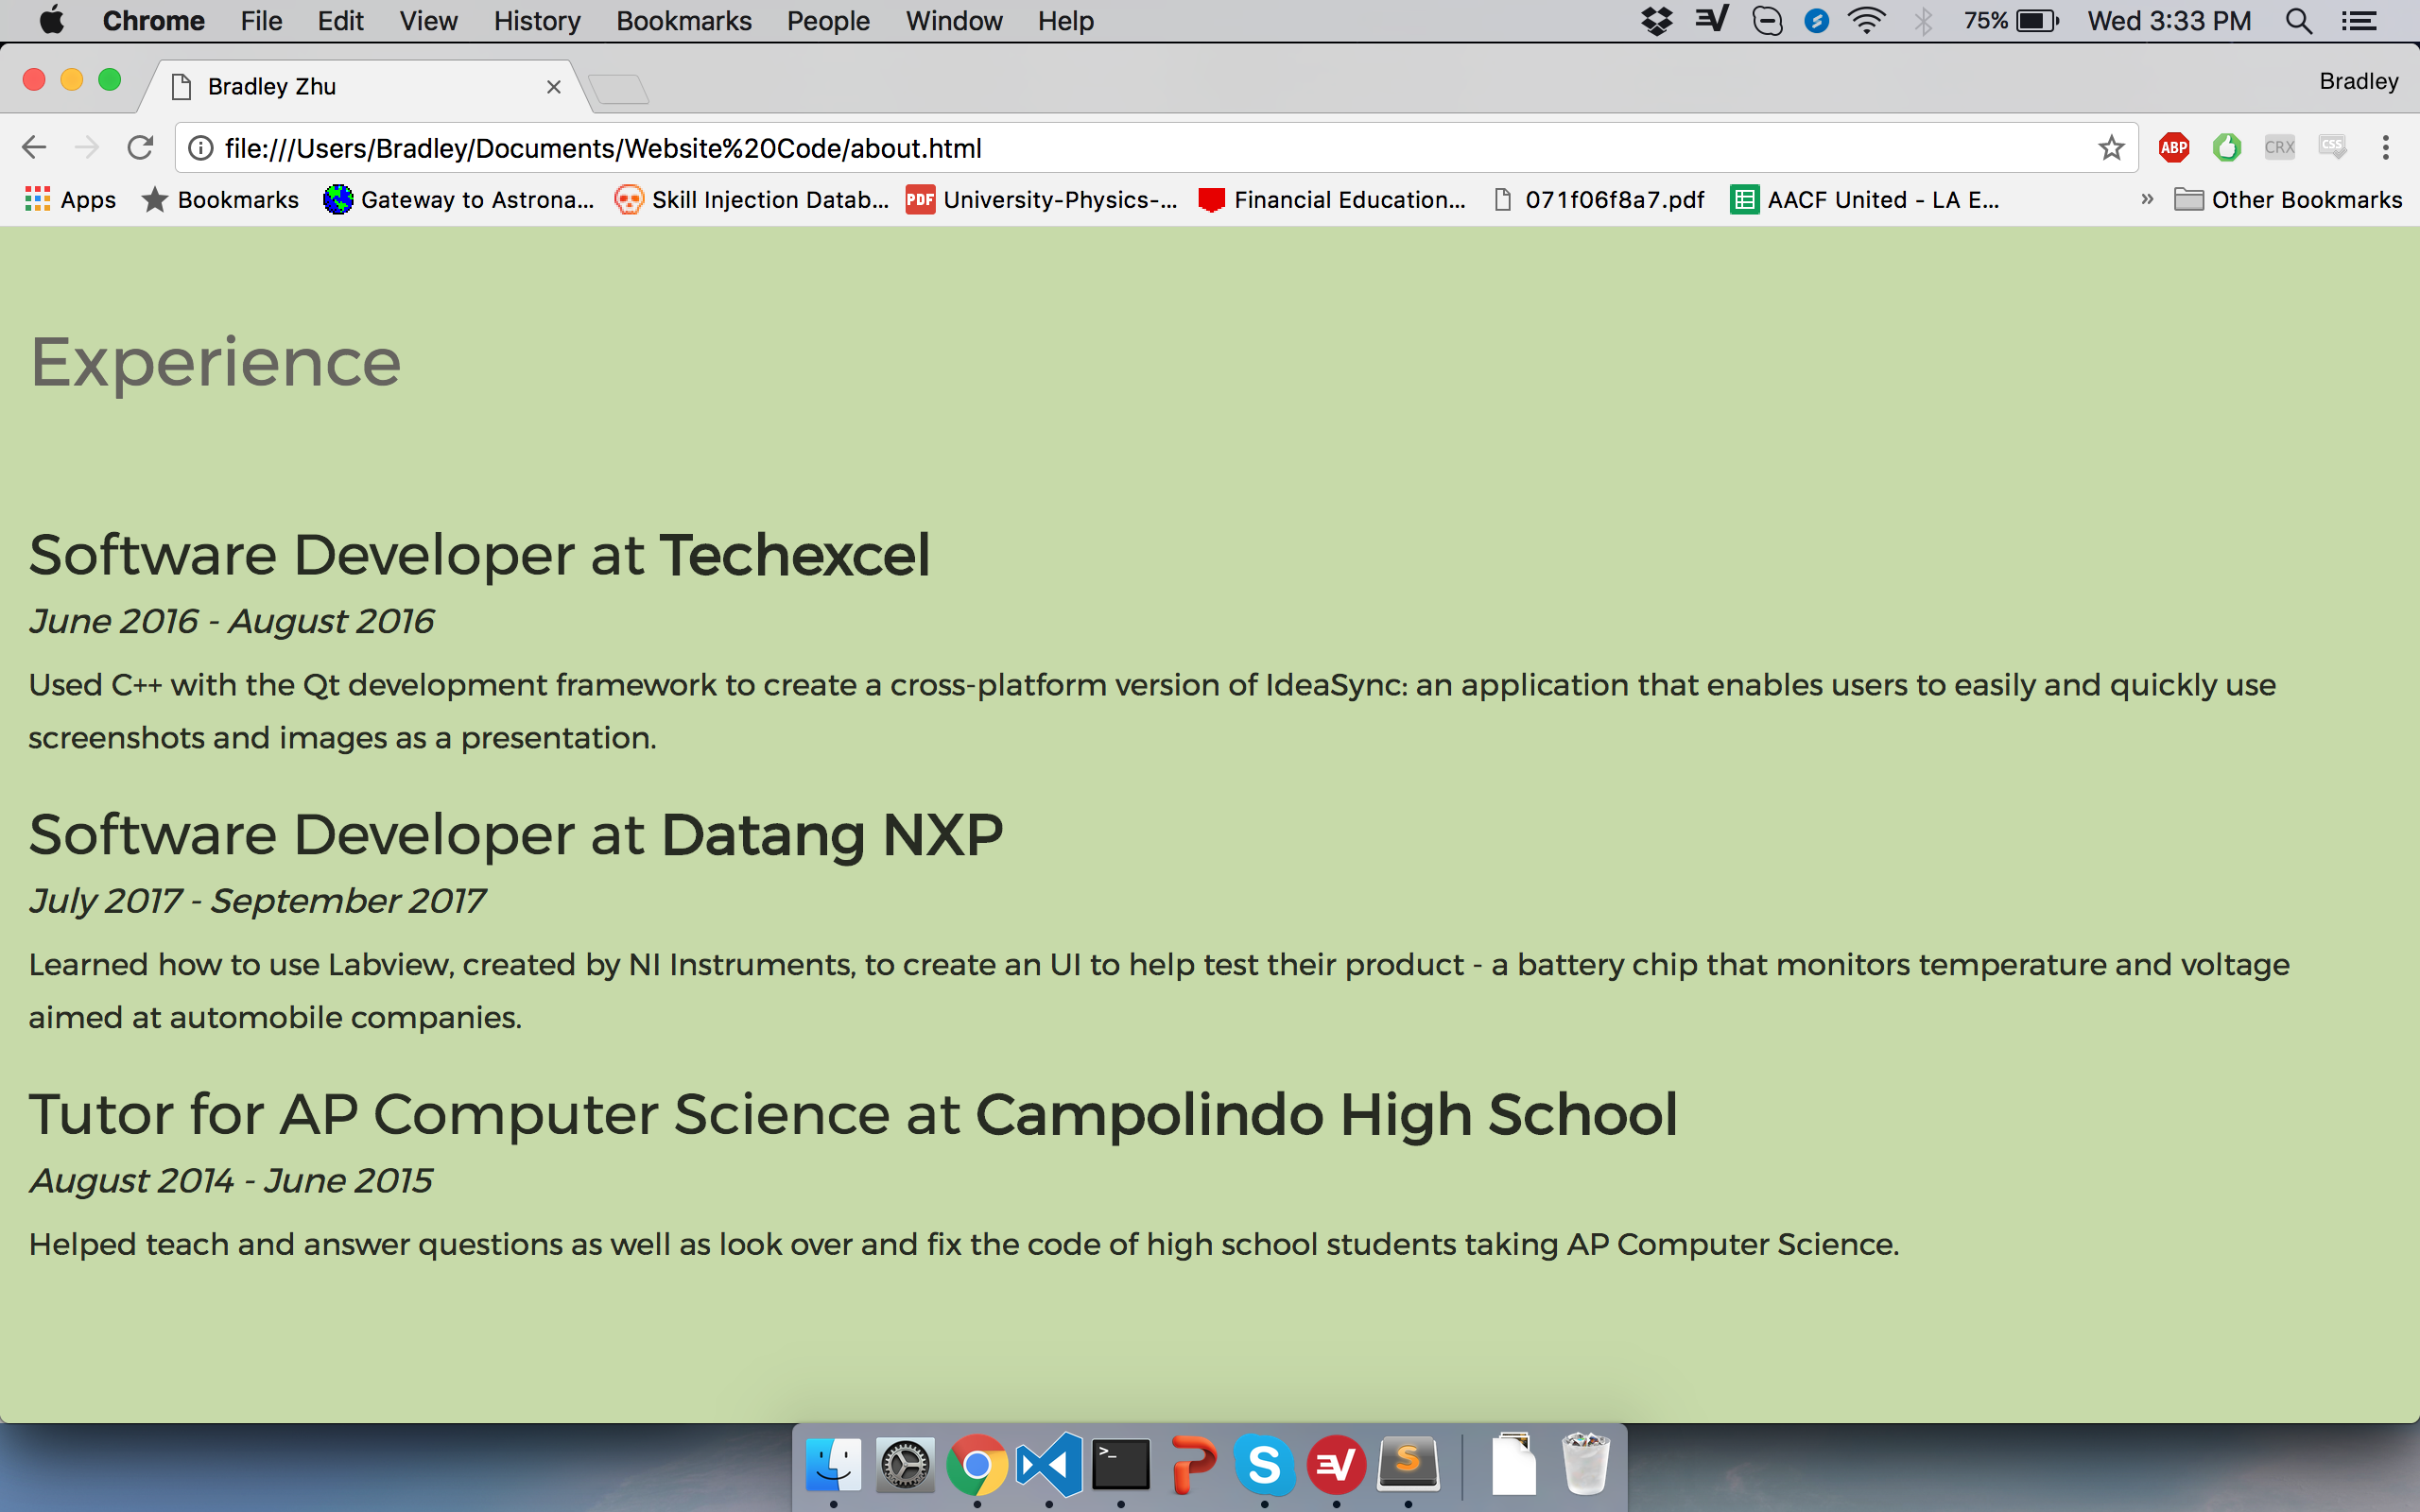 Chrome File Edit View History Bookmarks People Window Help 75% Wed 3:33 PM
Bradley Zhu Bradley
file:///Users/Bradley/Documents/Website%20Code/about.html ABP CRX CSS
Apps Bookmarks Gateway to Astrona... Skill Injection Datab... PDF University-Physics-... Financial Education... 071f06f8a7.pdf AACF United - LA E... » Other Bookmarks
Experience
Software Developer at Techexcel
June 2016 - August 2016
Used C++ with the Qt development framework to create a cross-platform version of IdeaSync: an application that enables users to easily and quickly use
screenshots and images as a presentation.
Software Developer at Datang NXP
July 2017 - September 2017
Learned how to use Labview, created by NI Instruments, to create an UI to help test their product - a battery chip that monitors temperature and voltage
aimed at automobile companies.
Tutor for AP Computer Science at Campolindo High School
August 2014 - June 2015
Helped teach and answer questions as well as look over and fix the code of high school students taking AP Computer Science.